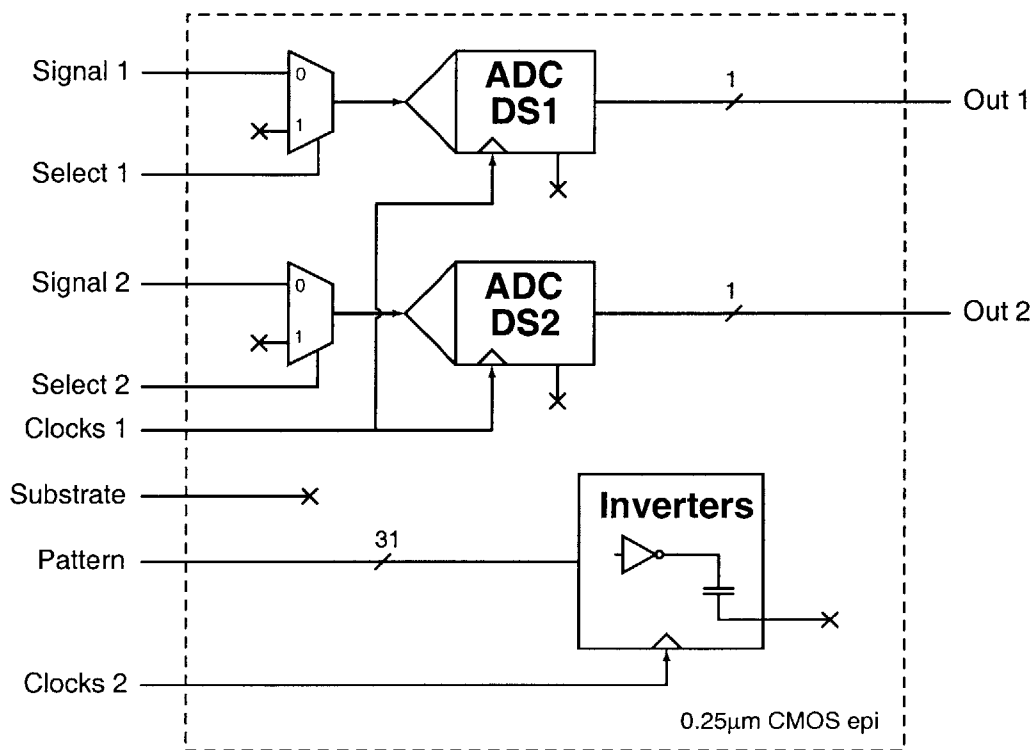 Signal 1
0
ADC
DS1
1
Out 1
1
Select 1
Signal 2
0
ADC
DS2
1
Out 2
1
Select 2
Clocks 1
Substrate
Inverters
Pattern
31
Clocks 2
0.25μm CMOS epi